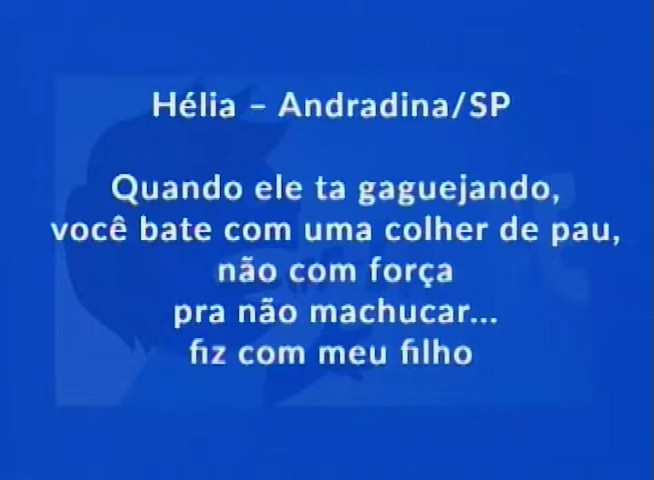 Hélia – Andradina/SP
Quando ele ta gaguejando,
você bate com uma colher de pau,
não com força
pra não machucar...
fiz com meu filho